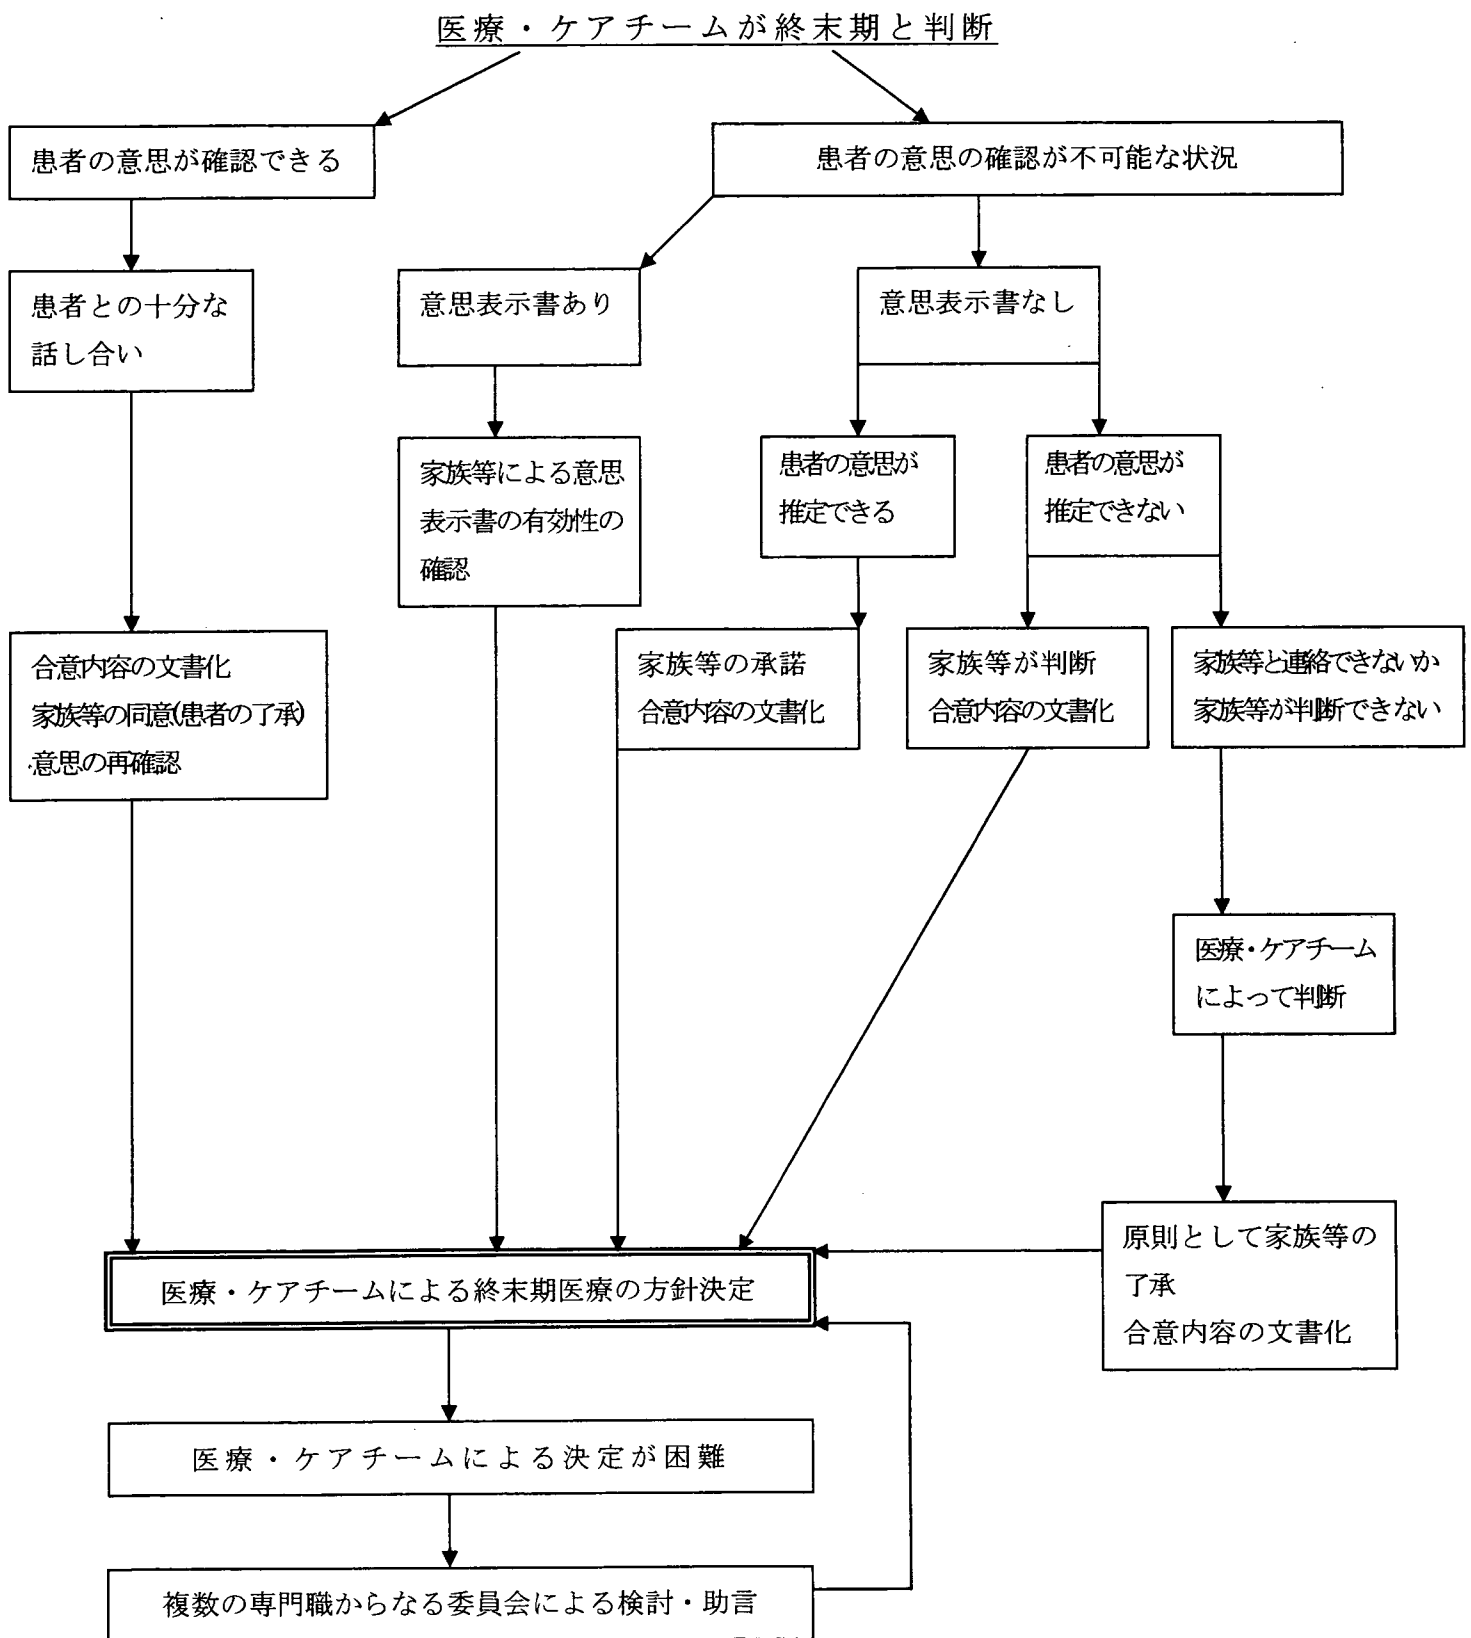 医療・ケアチームが終末期と判断
患者の意思が確認できる
患者の意思の確認が不可能な状況
患者との十分な
話し合い
意思表示書あり
意思表示書なし
家族等による意思
表示書の有効性の
確認
患者の意思が
推定できる
患者の意思が
推定できない
合意内容の文書化
家族等の同意(患者の了承)
意思の再確認
家族等の承諾
合意内容の文書化
家族等が判断
合意内容の文書化
家族等と連絡できないか
家族等が判断できない
医療・ケアチーム
によって判断
原則として家族等の
了承
合意内容の文書化
医療・ケアチームによる終末期医療の方針決定
医療・ケアチームによる決定が困難
複数の専門職からなる委員会による検討・助言